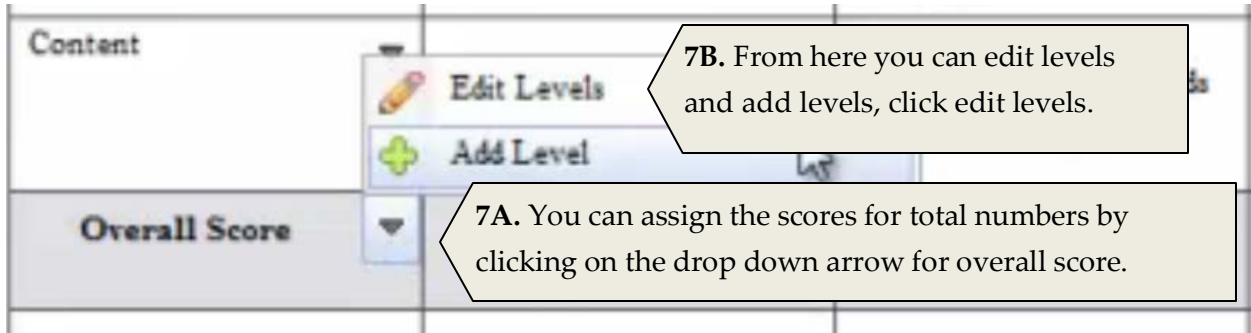 Content
Edit Levels
Add Level
7B. From here you can edit levels
and add levels, click edit levels.
Overall Score
7A. You can assign the scores for total numbers by
clicking on the drop down arrow for overall score.